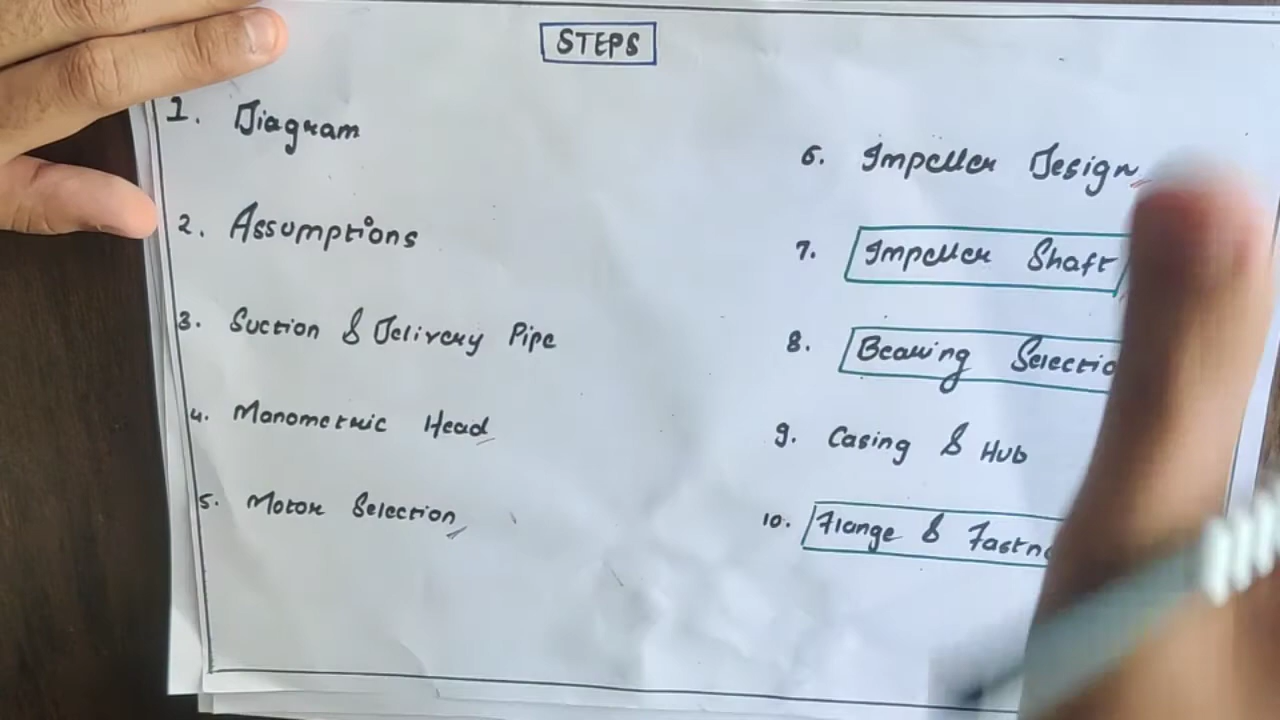 STEPS
1. Diagram
2. Assumptions
3. Suction & Delivery Pipe
4. Manometric Head
5. Motor Selection
6. Impeller Design
7. Impeller Shaft
8. Bearing
9. Casing & Hub
10. Flange &